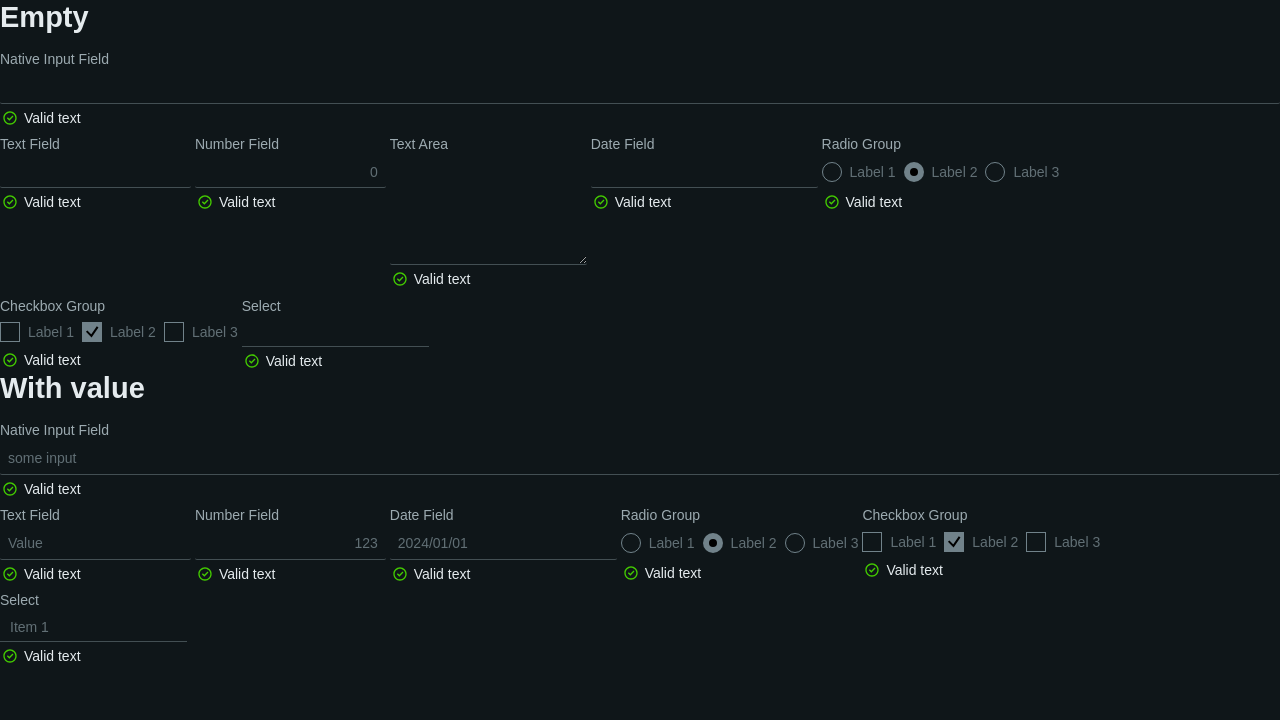 Empty
Native Input Field
Valid text
Text Field Number Field Text Area Date Field Radio Group
0 Label 1 Label 2 Label 3
Valid text Valid text Valid text Valid text
Valid text
Checkbox Group Select
Label 1 Label 2 Label 3
Valid text Valid text
With value
Native Input Field
some input
Valid text
Text Field Number Field Date Field Radio Group Checkbox Group
Value 123 2024/01/01 Label 1 Label 2 Label 3 Label 1 Label 2 Label 3
Valid text Valid text Valid text Valid text Valid text
Select
Item 1
Valid text